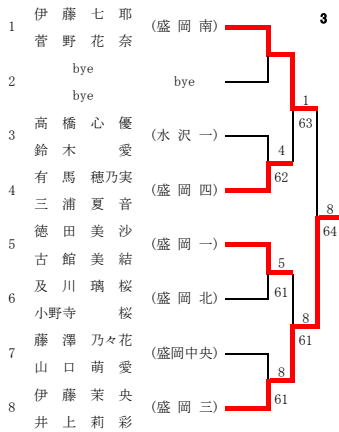 3
1 伊藤七耶 (盛岡南)
菅野花奈
2 bye bye
bye
3 高橋心優 (水沢一)
鈴木愛
4 有馬穂乃実 (盛岡四)
三浦夏音
5 徳田美沙 (盛岡一)
古館美結
6 及川璃桜 (盛岡北)
小野寺桜
7 藤澤乃々花 (盛岡中央)
山口萌愛
8 伊藤茉央 (盛岡三)
井上莉彩
1
63
4
62
8
64
5
61
8
61
8
61